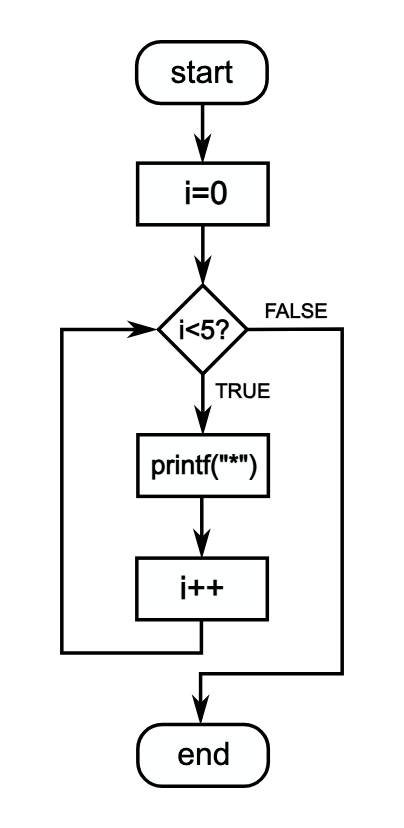 start
i=0
i<5?
FALSE
TRUE
printf("*")
i++
end